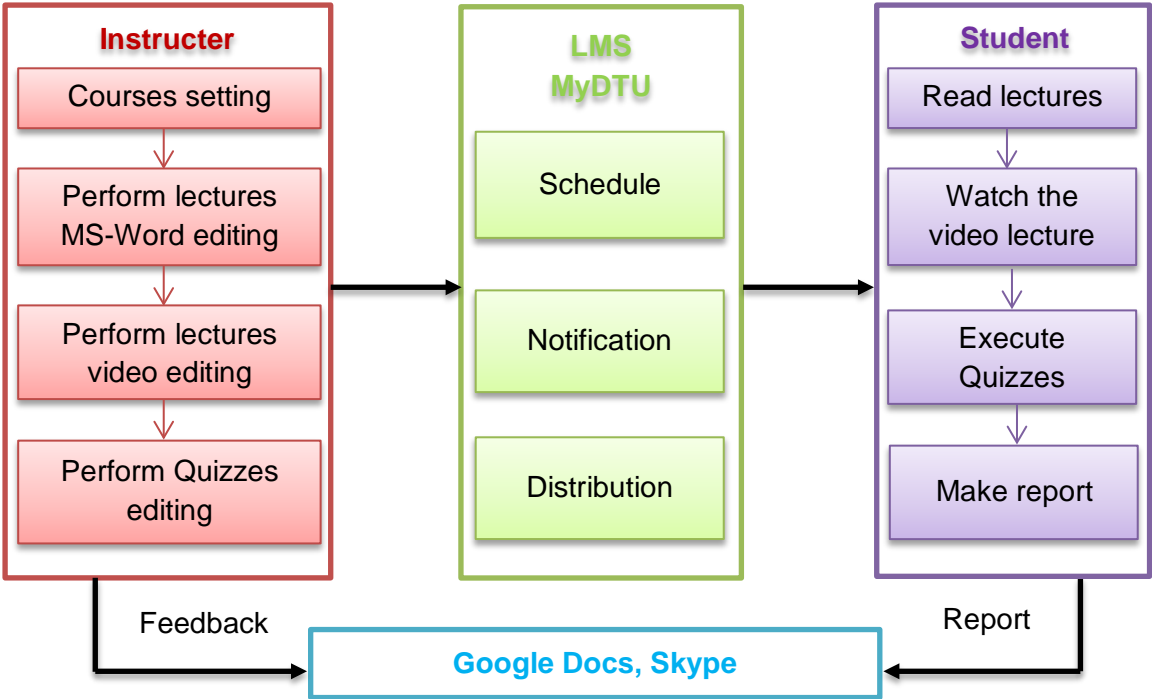 Instructer
Courses setting
Perform lectures
MS-Word editing
Perform lectures
video editing
Perform Quizzes
editing
LMS
MyDTU
Schedule
Notification
Distribution
Student
Read lectures
Watch the
video lecture
Execute
Quizzes
Make report
Feedback
Report
Google Docs, Skype